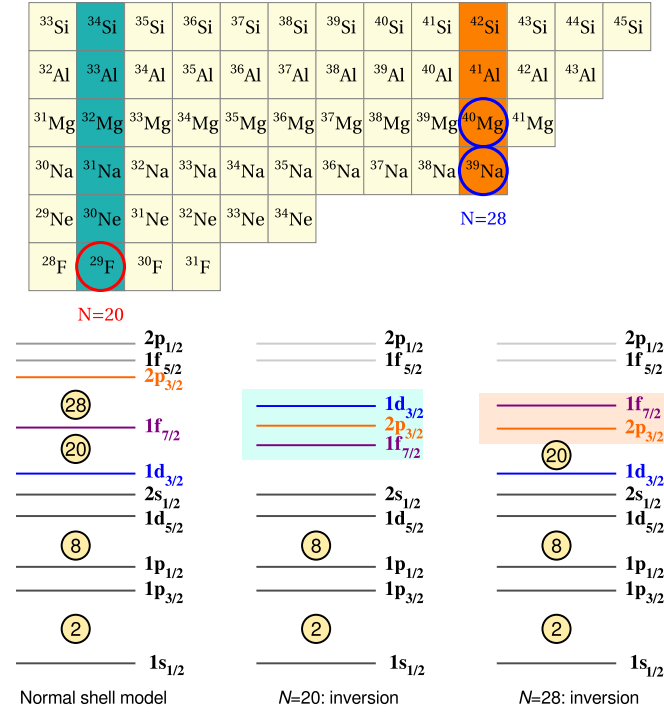 33Si 34Si 35Si 36Si 37Si 38Si 39Si 40Si 41Si 42Si 43Si 44Si 45Si
32Al 33Al 34Al 35Al 36Al 37Al 38Al 39Al 40Al 41Al 42Al 43Al
31Mg 32Mg 33Mg 34Mg 35Mg 36Mg 37Mg 38Mg 39Mg 40Mg 41Mg
30Na 31Na 32Na 33Na 34Na 35Na 36Na 37Na 38Na 39Na
29Ne 30Ne 31Ne 32Ne 33Ne 34Ne
N=28
28F 29F 30F 31F
N=20
2p1/2
1f5/2
2p3/2
28
1f7/2
20
1d3/2
2s1/2
1d5/2
8
1p1/2
1p3/2
2
1s1/2
Normal shell model
2p1/2
1f5/2
1d3/2
2p3/2
1f7/2
2s1/2
1d5/2
8
1p1/2
1p3/2
2
1s1/2
N=20: inversion
2p1/2
1f5/2
1f7/2
2p3/2
20
1d3/2
2s1/2
1d5/2
8
1p1/2
1p3/2
2
1s1/2
N=28: inversion